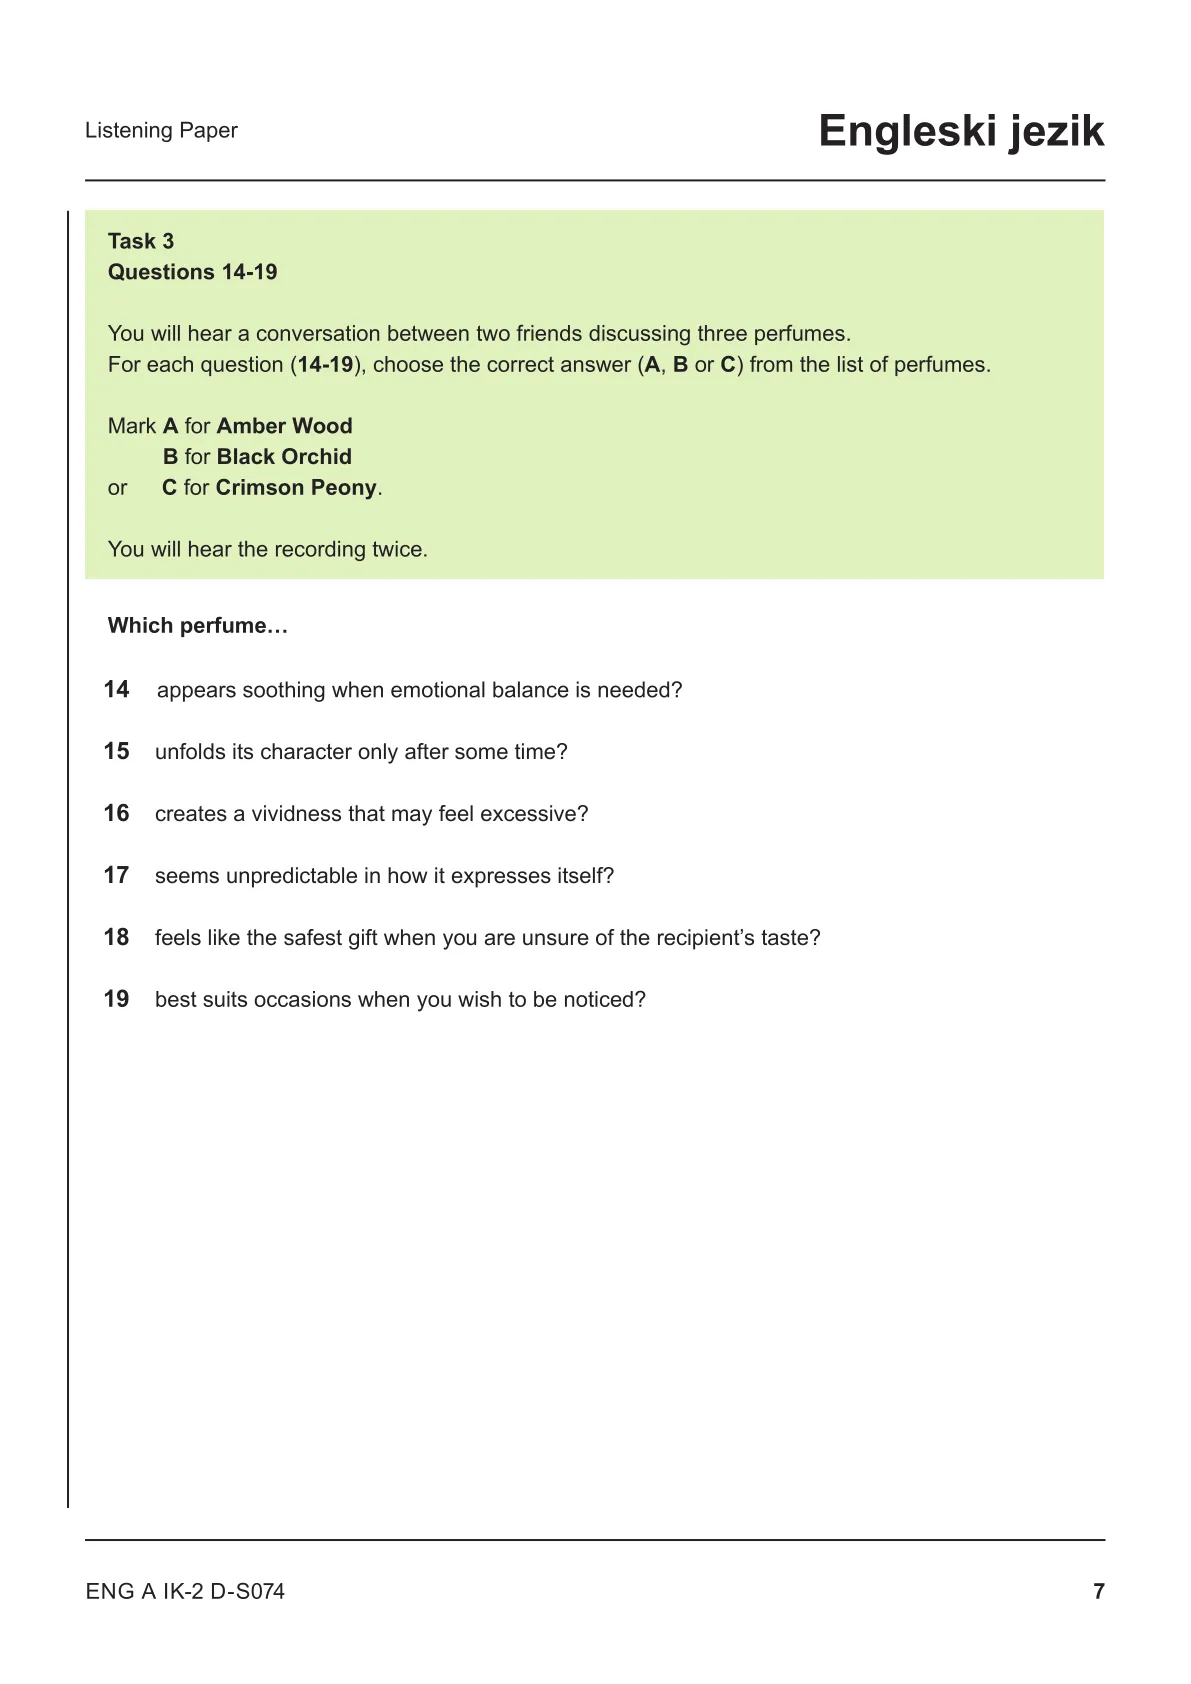 Listening Paper
Engleski jezik
Task 3
Questions 14-19
You will hear a conversation between two friends discussing three perfumes.
For each question (14-19), choose the correct answer (A, B or C) from the list of perfumes.
Mark A for Amber Wood
B for Black Orchid
or C for Crimson Peony.
You will hear the recording twice.
Which perfume…
14 appears soothing when emotional balance is needed?
15 unfolds its character only after some time?
16 creates a vividness that may feel excessive?
17 seems unpredictable in how it expresses itself?
18 feels like the safest gift when you are unsure of the recipient’s taste?
19 best suits occasions when you wish to be noticed?
ENG A IK-2 D-S074
7